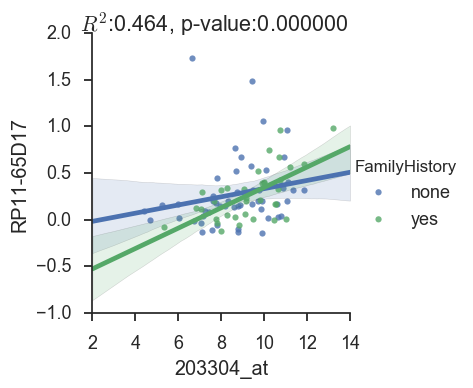 R²:0.464, p-value:0.000000
2.0
1.5
1.0
0.5
0.0
−0.5
−1.0
RP11-65D17
2 4 6 8 10 12 14
203304_at
FamilyHistory
none
yes